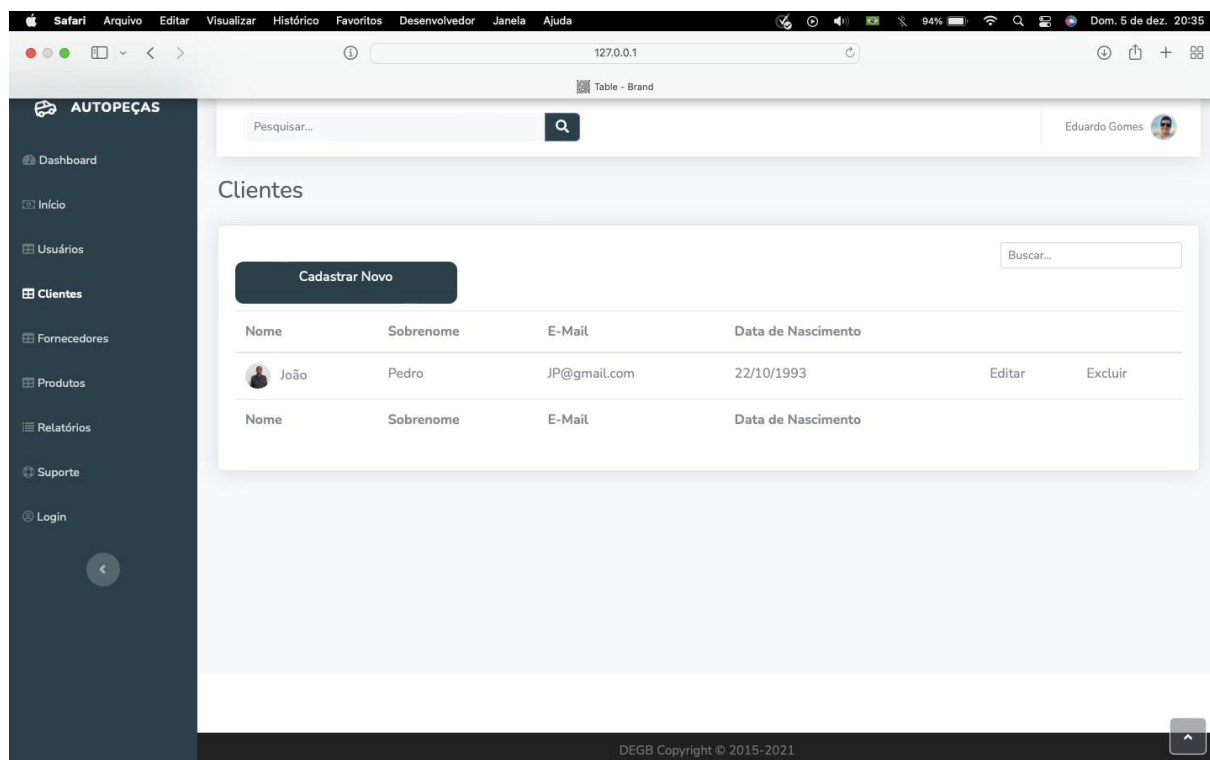 Safari Arquivo Editar Visualizar Histórico Favoritos Desenvolvedor Janela Ajuda 94% Dom. 5 de dez. 20:35
127.0.0.1
Table - Brand
AUTOPEÇAS
Pesquisar...
Eduardo Gomes
Dashboard
Início
Usuários
Clientes
Fornecedores
Produtos
Relatórios
Suporte
Login
Clientes
Buscar...
Cadastrar Novo
Nome Sobrenome E-Mail Data de Nascimento
João Pedro JP@gmail.com 22/10/1993 Editar Excluir
Nome Sobrenome E-Mail Data de Nascimento
DEGB Copyright © 2015-2021